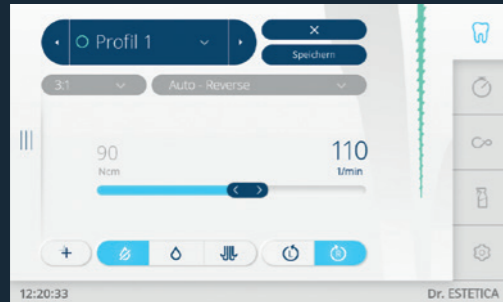 Profil 1
×
Speichern
3:1
Auto - Reverse
90
Ncm
110
1/min
L
R
12:20:33
Dr. ESTETICA